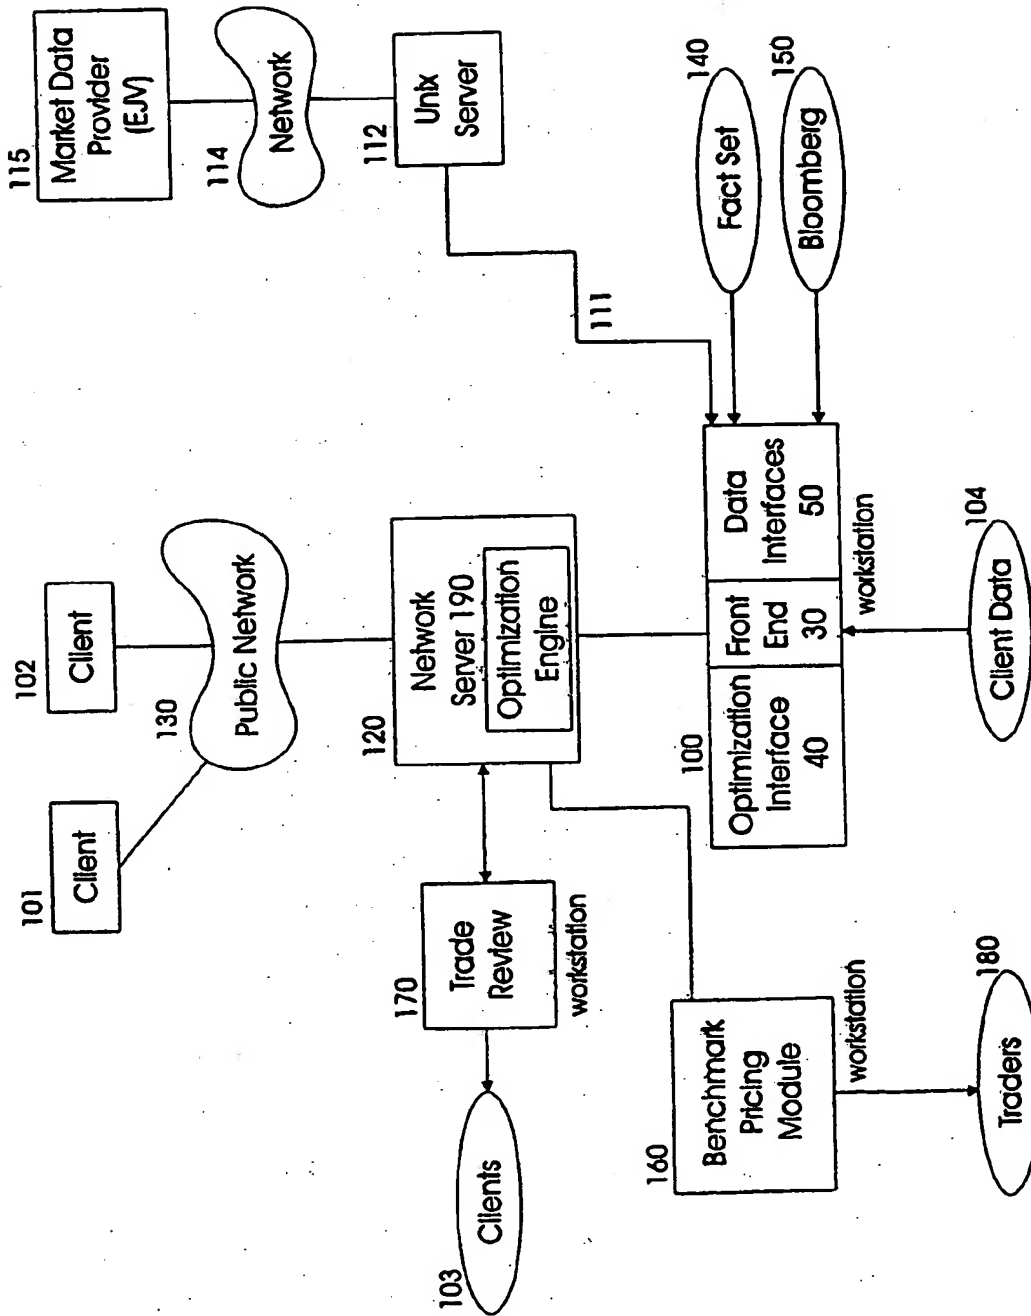 101
Client
102
Client
130
Public Network
115
Market Data
Provider
(EJV)
114
Network
112
Unix
Server
111
103
Clients
170
Trade
Review
workstation
120
Network
Server 190
Optimization
Engine
160
Benchmark
Pricing
Module
workstation
180
Traders
100
Optimization
Interface
40
Front
End
30
Data
Interfaces
50
workstation
104
Client Data
140
Fact Set
150
Bloomberg